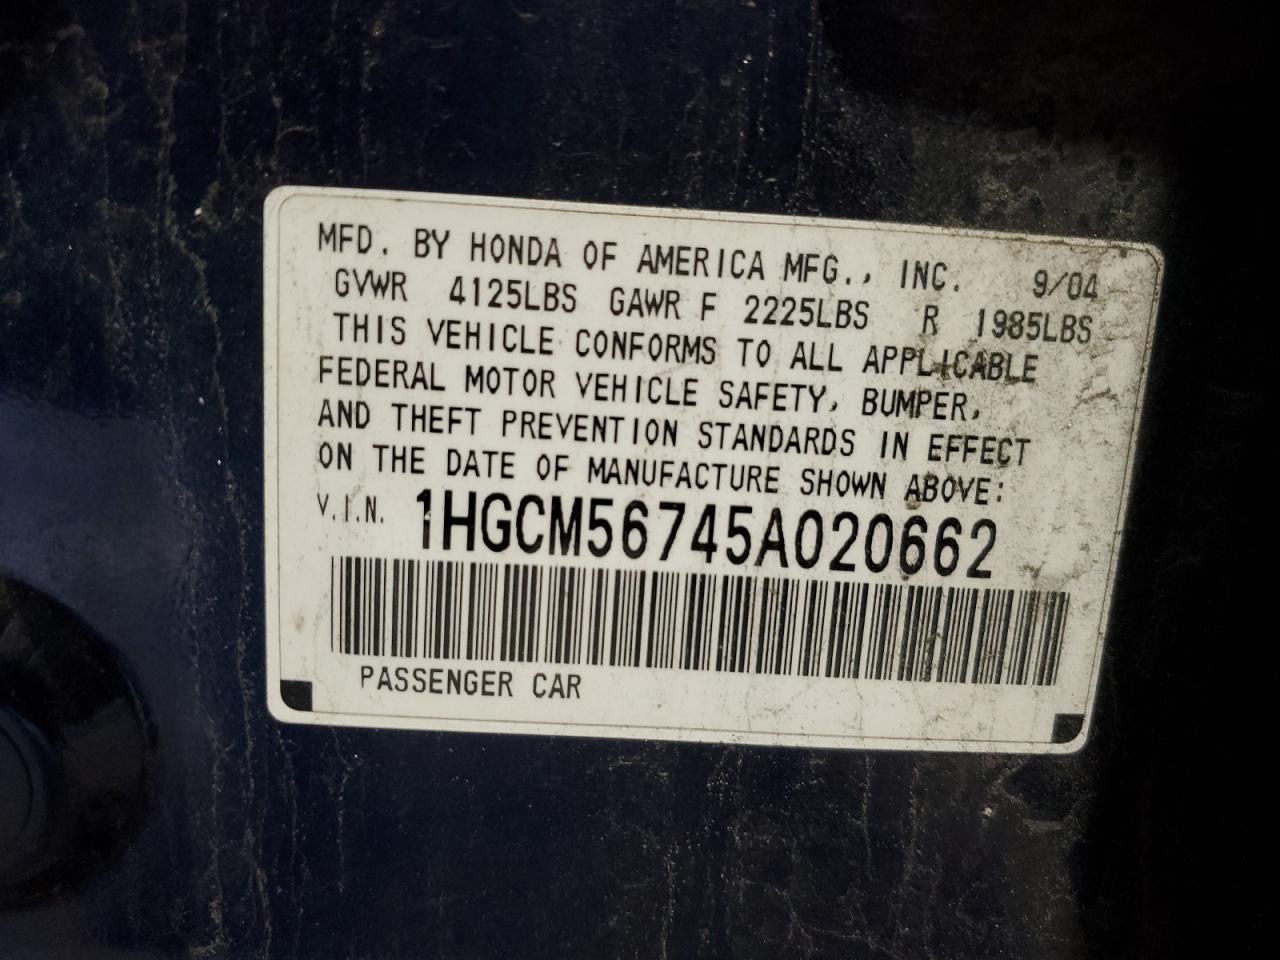 MFD. BY HONDA OF AMERICA MFG., INC. 9/04
GVWR 4125LBS GAWR F 2225LBS R 1985LBS
THIS VEHICLE CONFORMS TO ALL APPLICABLE
FEDERAL MOTOR VEHICLE SAFETY, BUMPER,
AND THEFT PREVENTION STANDARDS IN EFFECT
ON THE DATE OF MANUFACTURE SHOWN ABOVE:
V.I.N. 1HGCM56745A020662
PASSENGER CAR